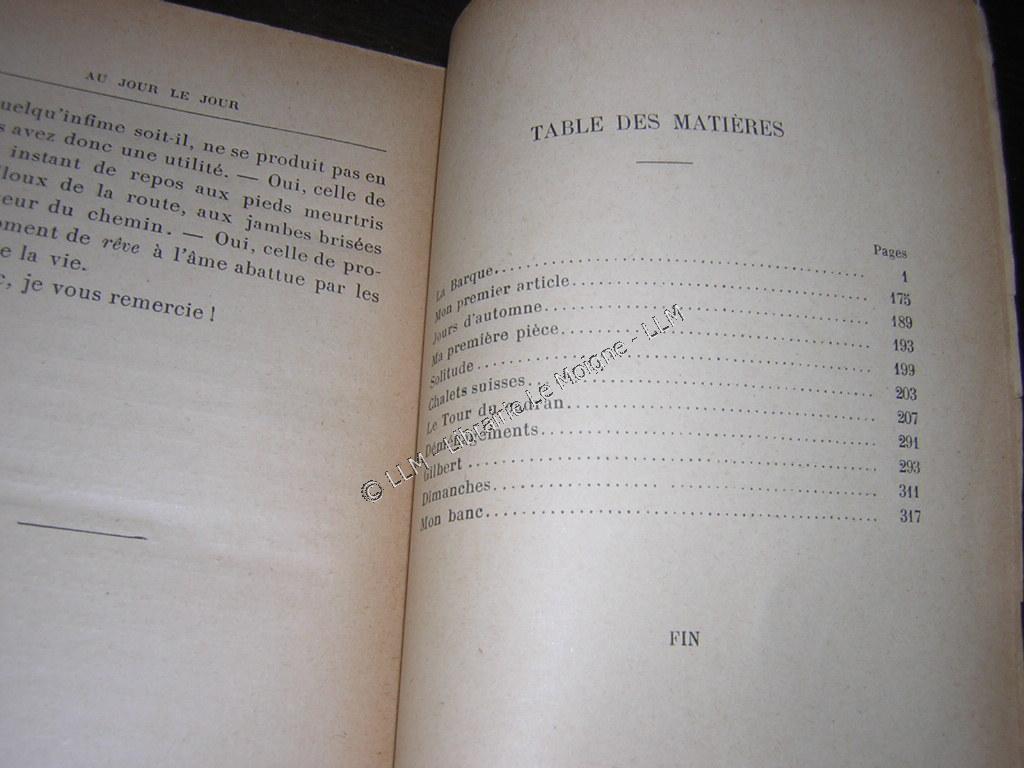 AU JOUR LE JOUR
uelqu'infime soit-il, ne se produit pas en
s avez donc une utilité. — Oui, celle de
instant de repos aux pieds meurtris
lloux de la route, aux jambes brisées
eur du chemin. — Oui, celle de pro-
oment de rêve à l'âme abattue par les
e la vie.
c, je vous remercie !
TABLE DES MATIÈRES
Pages
La Barque 1
Mon premier article 175
Jours d'automne 189
Ma première pièce 193
Solitude 199
Chalets suisses 203
Le Tour du Cadran 207
Déménagements 291
Gilbert 293
Dimanches 311
Mon banc 317
FIN
© LLM - Librairie Le Moigne - LLM